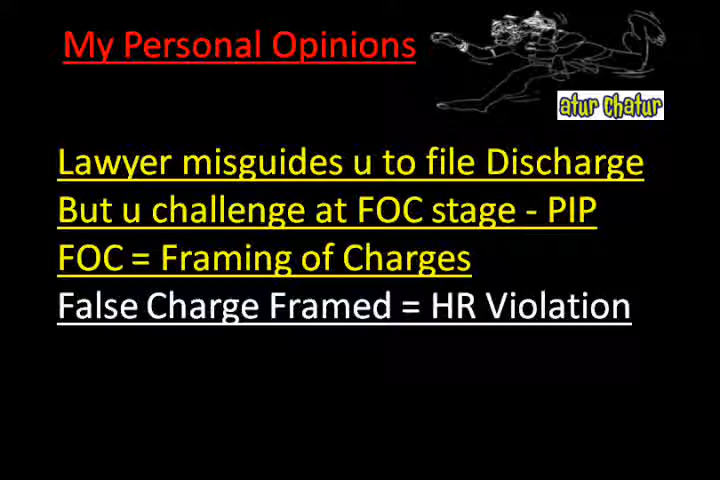 My Personal Opinions
atur chatur
Lawyer misguides u to file Discharge
But u challenge at FOC stage - PIP
FOC = Framing of Charges
False Charge Framed = HR Violation